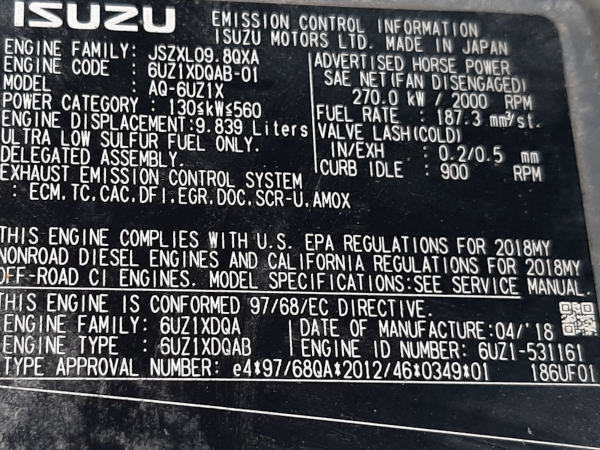 ISUZU
EMISSION CONTROL INFORMATION
ISUZU MOTORS LTD. MADE IN JAPAN
ENGINE FAMILY: JSZXL09.8QXA
ENGINE CODE : 6UZ1XDQAB-01
MODEL : AQ-6UZ1X
POWER CATEGORY : 130≤kW≤560
ENGINE DISPLACEMENT: 9.839 Liters
ULTRA LOW SULFUR FUEL ONLY.
DELEGATED ASSEMBLY.
EXHAUST EMISSION CONTROL SYSTEM
: ECM.TC.CAC.DFI.EGR.DOC.SCR-U.AMOX
ADVERTISED HORSE POWER
SAE NET(FAN DISENGAGED)
270.0 kW / 2000 RPM
FUEL RATE : 187.3 mm³/st.
VALVE LASH(COLD)
IN/EXH : 0.2/0.5 mm
CURB IDLE : 900 RPM
THIS ENGINE COMPLIES WITH U.S. EPA REGULATIONS FOR 2018MY
NONROAD DIESEL ENGINES AND CALIFORNIA REGULATIONS FOR 2018MY
OFF-ROAD CI ENGINES. MODEL SPECIFICATIONS:SEE SERVICE MANUAL.
THIS ENGINE IS CONFORMED 97/68/EC DIRECTIVE.
ENGINE FAMILY: 6UZ1XDQA
ENGINE TYPE : 6UZ1XDQAB
DATE OF MANUFACTURE:04/'18
ENGINE ID NUMBER: 6UZ1-531161
TYPE APPROVAL NUMBER: e4*97/68QA*2012/46*0349*01
186UF01